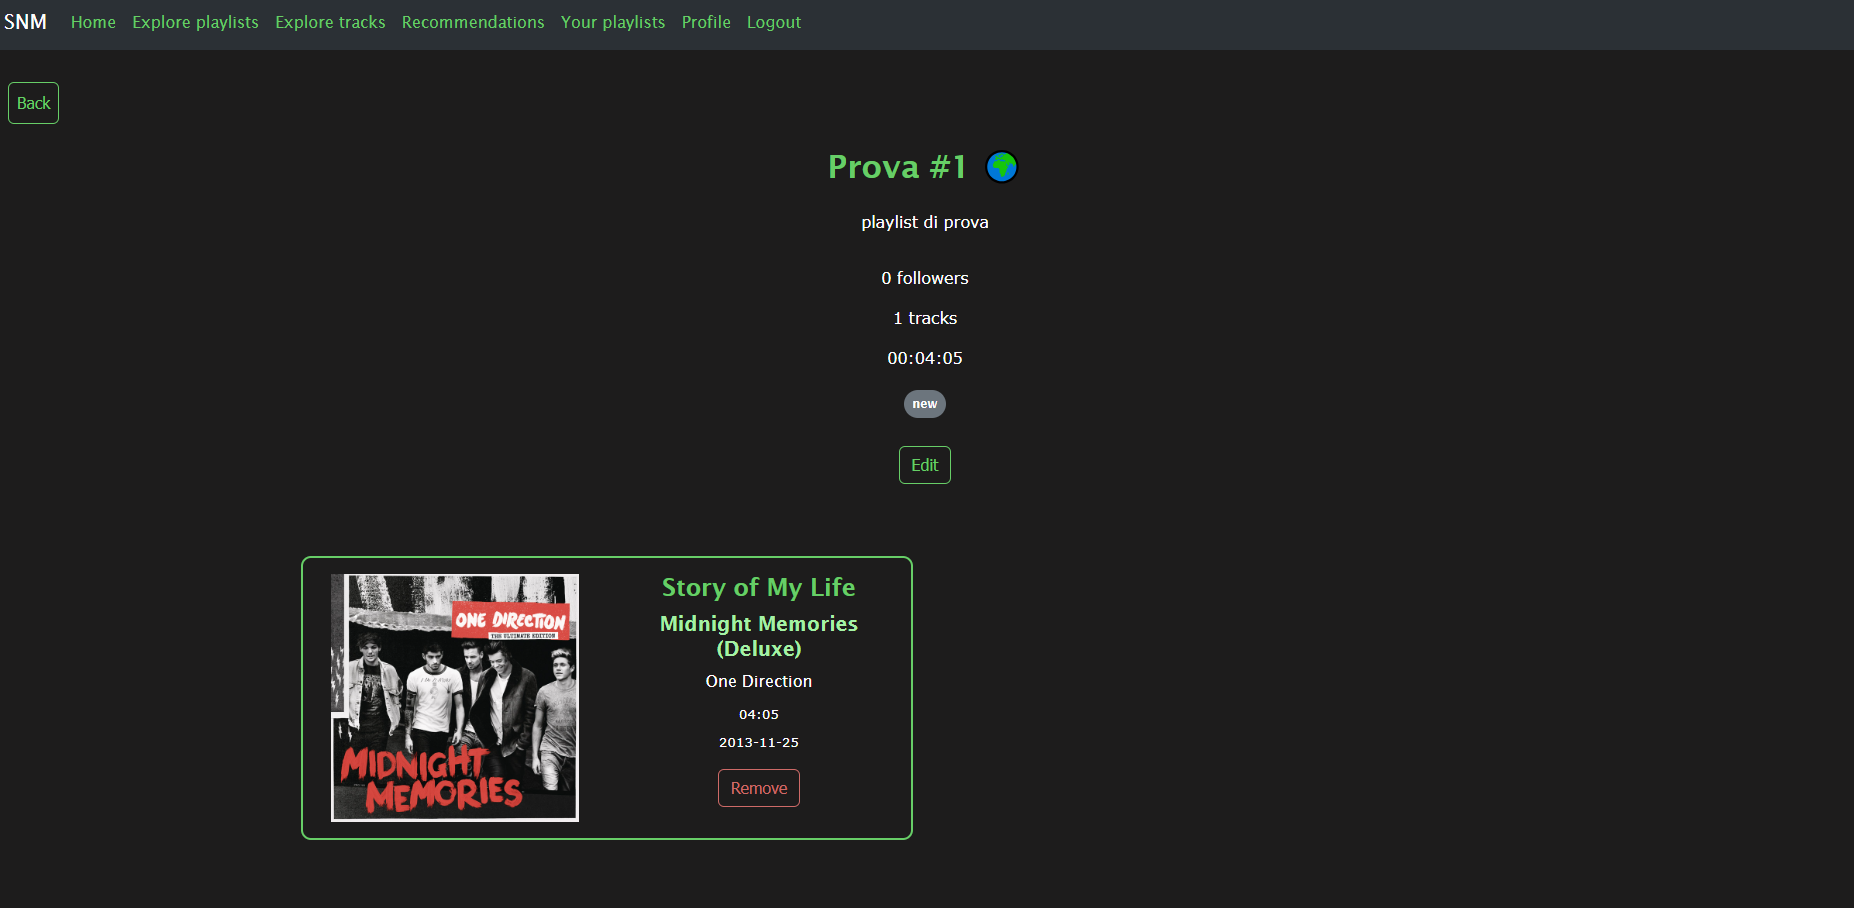 SNM Home Explore playlists Explore tracks Recommendations Your playlists Profile Logout
Back
Prova #1
playlist di prova
0 followers
1 tracks
00:04:05
new
Edit
ONE DIRECTION
THE ULTIMATE EDITION
MIDNIGHT
MEMORIES
Story of My Life
Midnight Memories
(Deluxe)
One Direction
04:05
2013-11-25
Remove